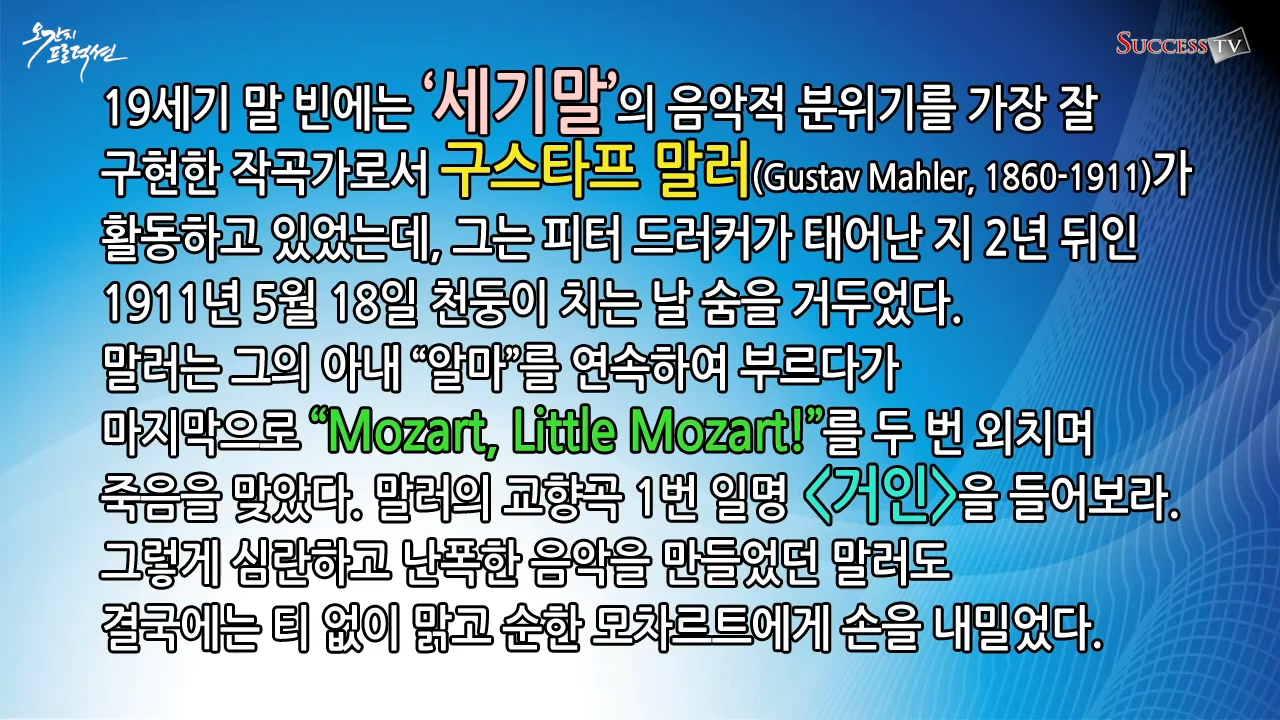 오간지
프로덕션
SUCCESS TV
19세기 말 빈에는 ‘세기말’의 음악적 분위기를 가장 잘
구현한 작곡가로서 구스타프 말러(Gustav Mahler, 1860-1911)가
활동하고 있었는데, 그는 피터 드러커가 태어난 지 2년 뒤인
1911년 5월 18일 천둥이 치는 날 숨을 거두었다.
말러는 그의 아내 “알마”를 연속하여 부르다가
마지막으로 “Mozart, Little Mozart!”를 두 번 외치며
죽음을 맞았다. 말러의 교향곡 1번 일명 <거인>을 들어보라.
그렇게 심란하고 난폭한 음악을 만들었던 말러도
결국에는 티 없이 맑고 순한 모차르트에게 손을 내밀었다.